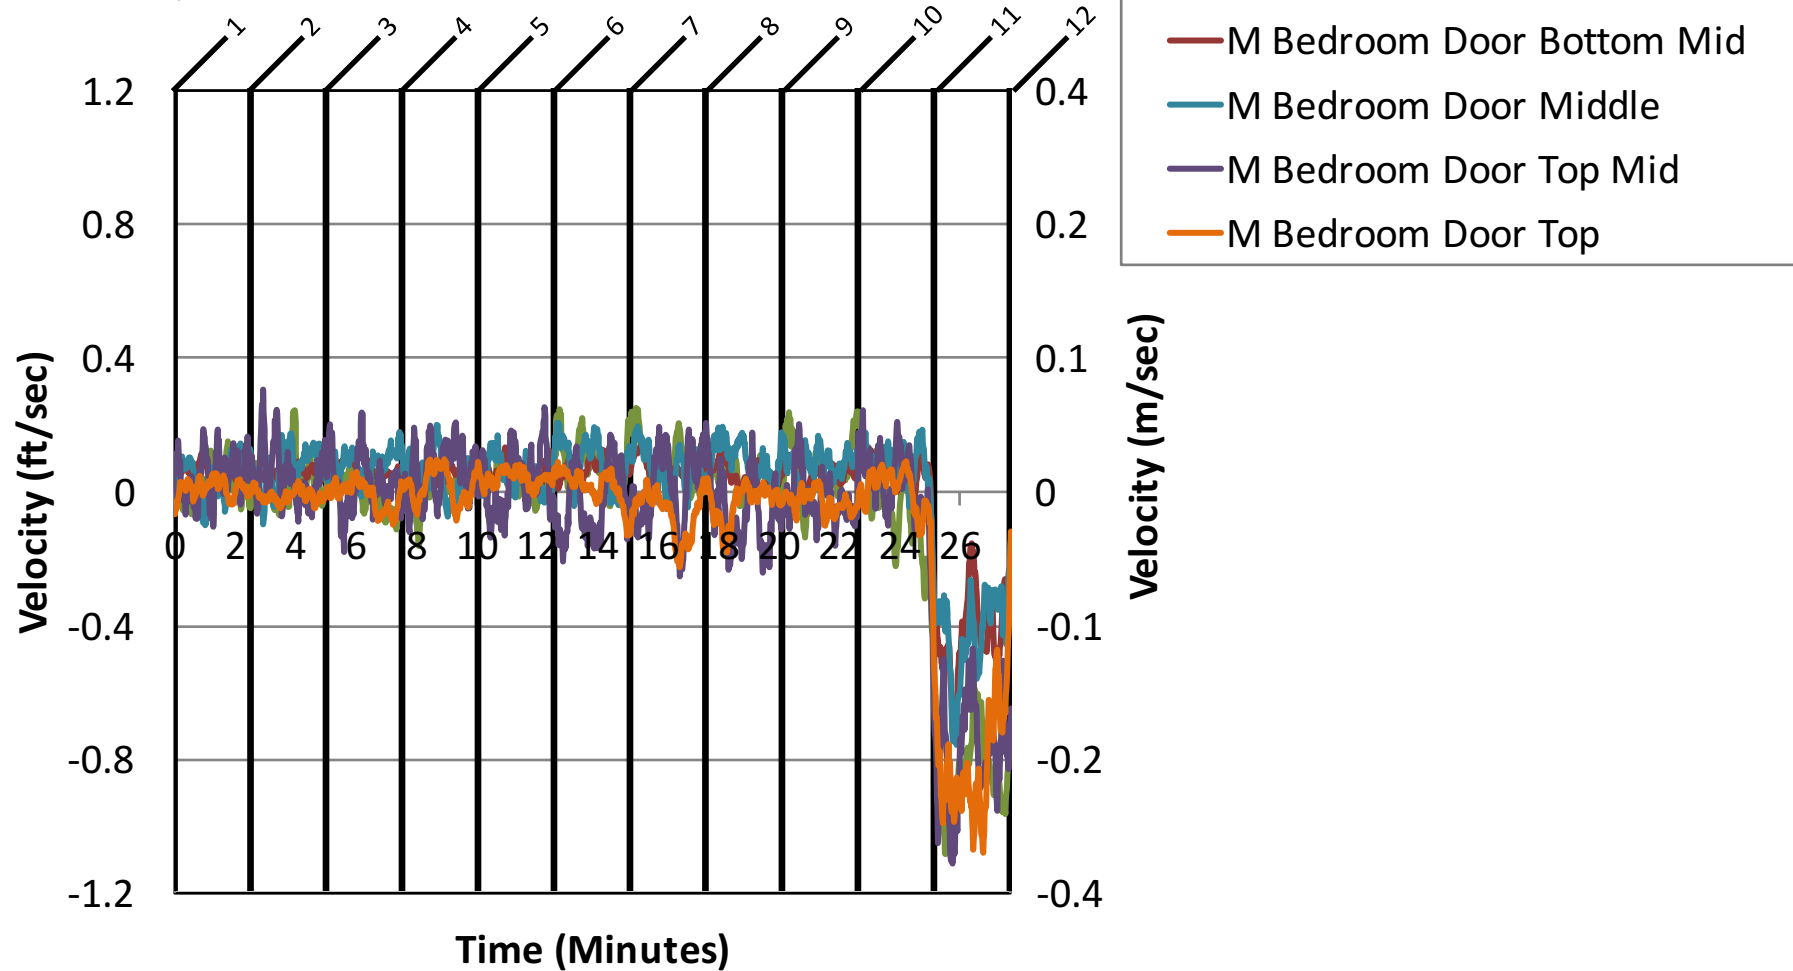 1 2 3 4 5 6 7 8 9 10 11 12
M Bedroom Door Bottom Mid
M Bedroom Door Middle
M Bedroom Door Top Mid
M Bedroom Door Top
1.2
0.8
0.4
0
-0.4
-0.8
-1.2
Velocity (ft/sec)
0 2 4 6 8 10 12 14 16 18 20 22 24 26
0.4
0.2
0.1
0
-0.1
-0.2
-0.4
Velocity (m/sec)
Time (Minutes)